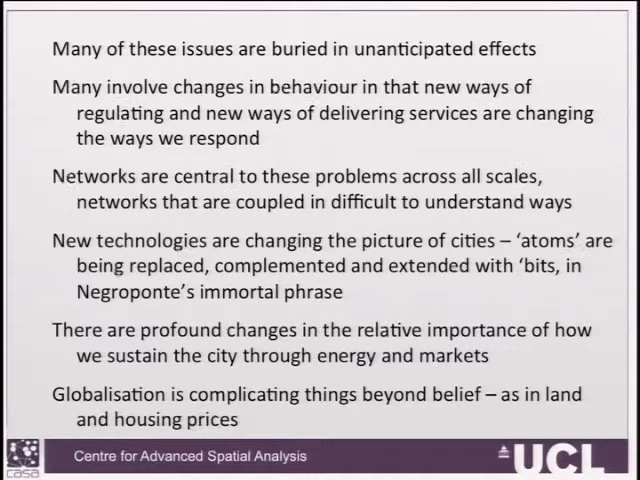 Many of these issues are buried in unanticipated effects
Many involve changes in behaviour in that new ways of
regulating and new ways of delivering services are changing
the ways we respond
Networks are central to these problems across all scales,
networks that are coupled in difficult to understand ways
New technologies are changing the picture of cities – ‘atoms’ are
being replaced, complemented and extended with ‘bits, in
Negroponte’s immortal phrase
There are profound changes in the relative importance of how
we sustain the city through energy and markets
Globalisation is complicating things beyond belief – as in land
and housing prices
casa
Centre for Advanced Spatial Analysis
UCL